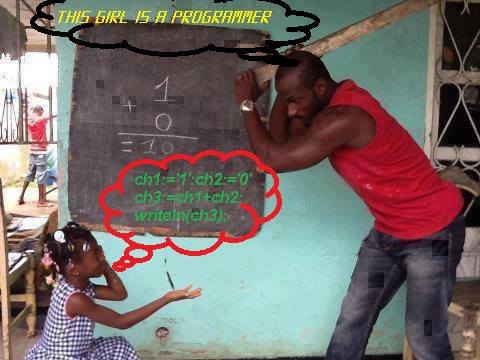 THIS GIRL IS A PROGRAMMER
1
+
0
= 10
ch1:='1';ch2:='0'
ch3:=ch1+ch2;
writeln(ch3);